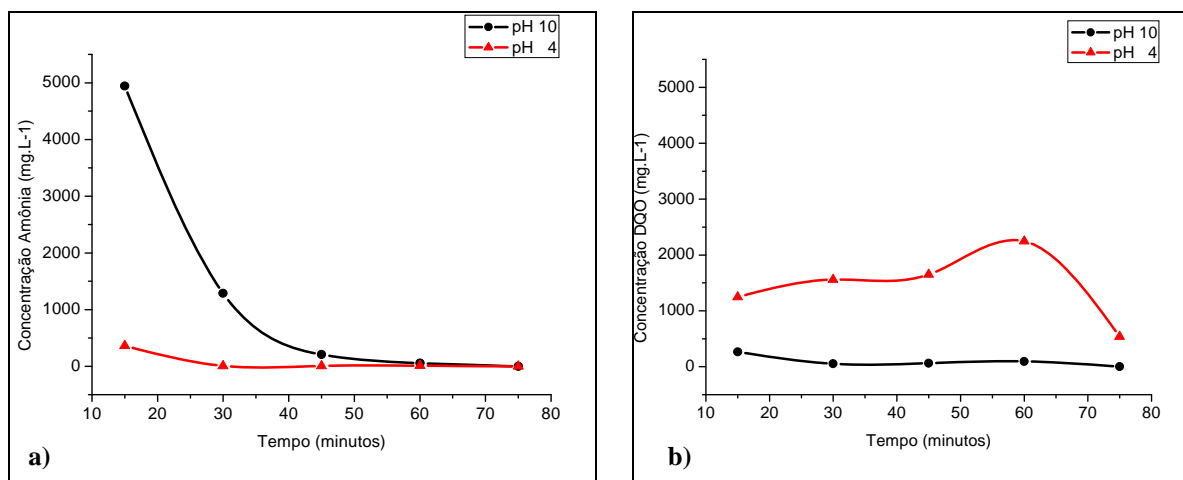 pH 10
pH 4
Concentração Amônia (mg.L-1)
5000
4000
3000
2000
1000
0
10 20 30 40 50 60 70 80
Tempo (minutos)
a)
pH 10
pH 4
Concentração DQO (mg.L-1)
5000
4000
3000
2000
1000
0
10 20 30 40 50 60 70 80
Tempo (minutos)
b)